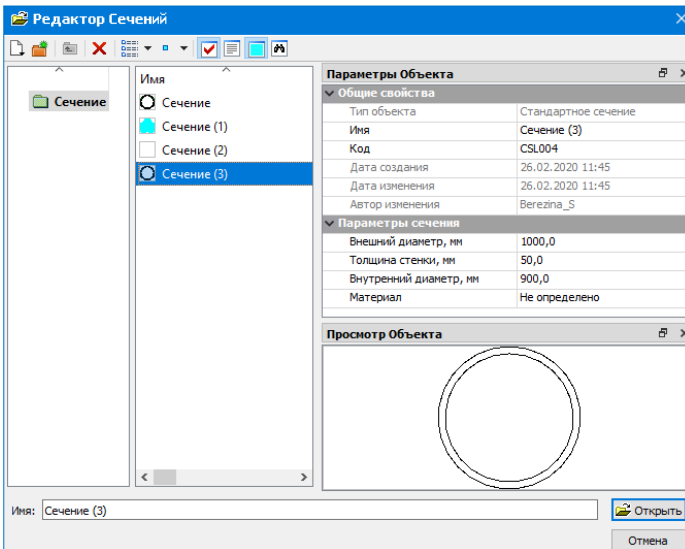 Редактор Сечений
Сечение
Имя
Сечение
Сечение (1)
Сечение (2)
Сечение (3)
Параметры Объекта
Общие свойства
Тип объекта Стандартное сечение
Имя Сечение (3)
Код CSL004
Дата создания 26.02.2020 11:45
Дата изменения 26.02.2020 11:45
Автор изменения Berezina_S
Параметры сечения
Внешний диаметр, мм 1000,0
Толщина стенки, мм 50,0
Внутренний диаметр, мм 900,0
Материал Не определено
Просмотр Объекта
Имя: Сечение (3)
Открыть
Отмена